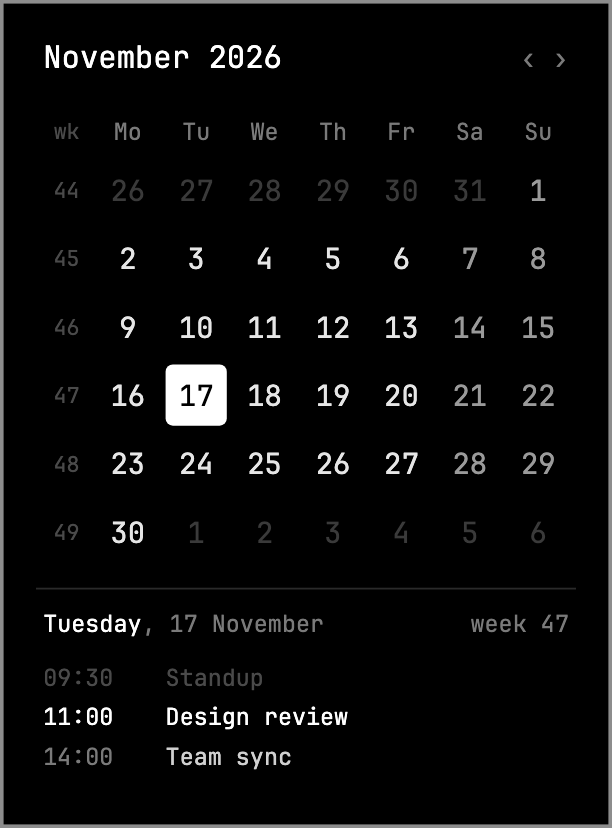 November 2026 ‹ ›
wk Mo Tu We Th Fr Sa Su
44 26 27 28 29 30 31 1
45 2 3 4 5 6 7 8
46 9 10 11 12 13 14 15
47 16 17 18 19 20 21 22
48 23 24 25 26 27 28 29
49 30 1 2 3 4 5 6
Tuesday, 17 November week 47
09:30 Standup
11:00 Design review
14:00 Team sync